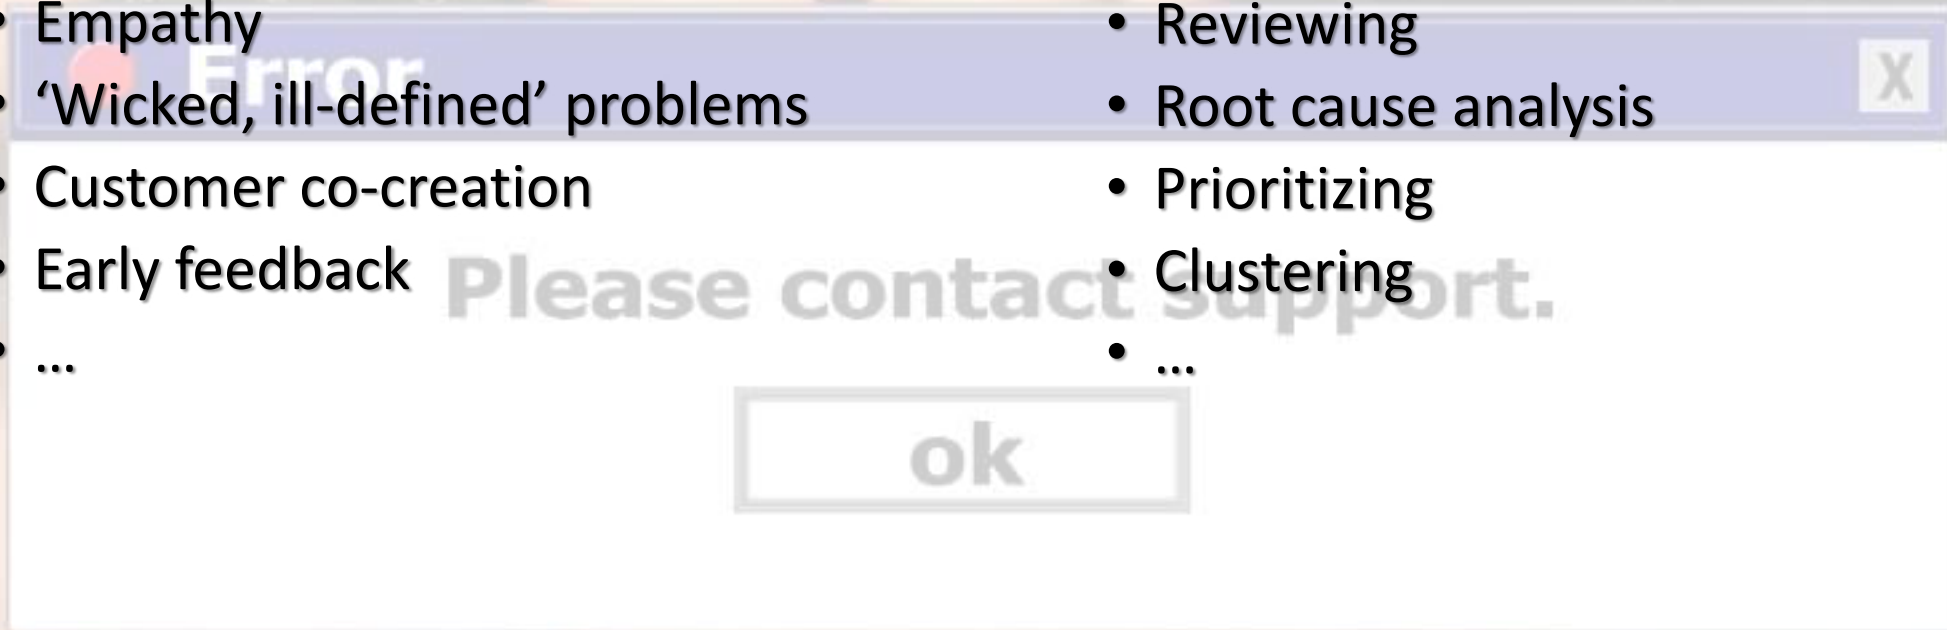 • Empathy
• ‘Wicked, ill-defined’ problems
• Customer co-creation
• Early feedback
• …
• Reviewing
• Root cause analysis
• Prioritizing
• Clustering
• …
Error
X
Please contact support.
ok